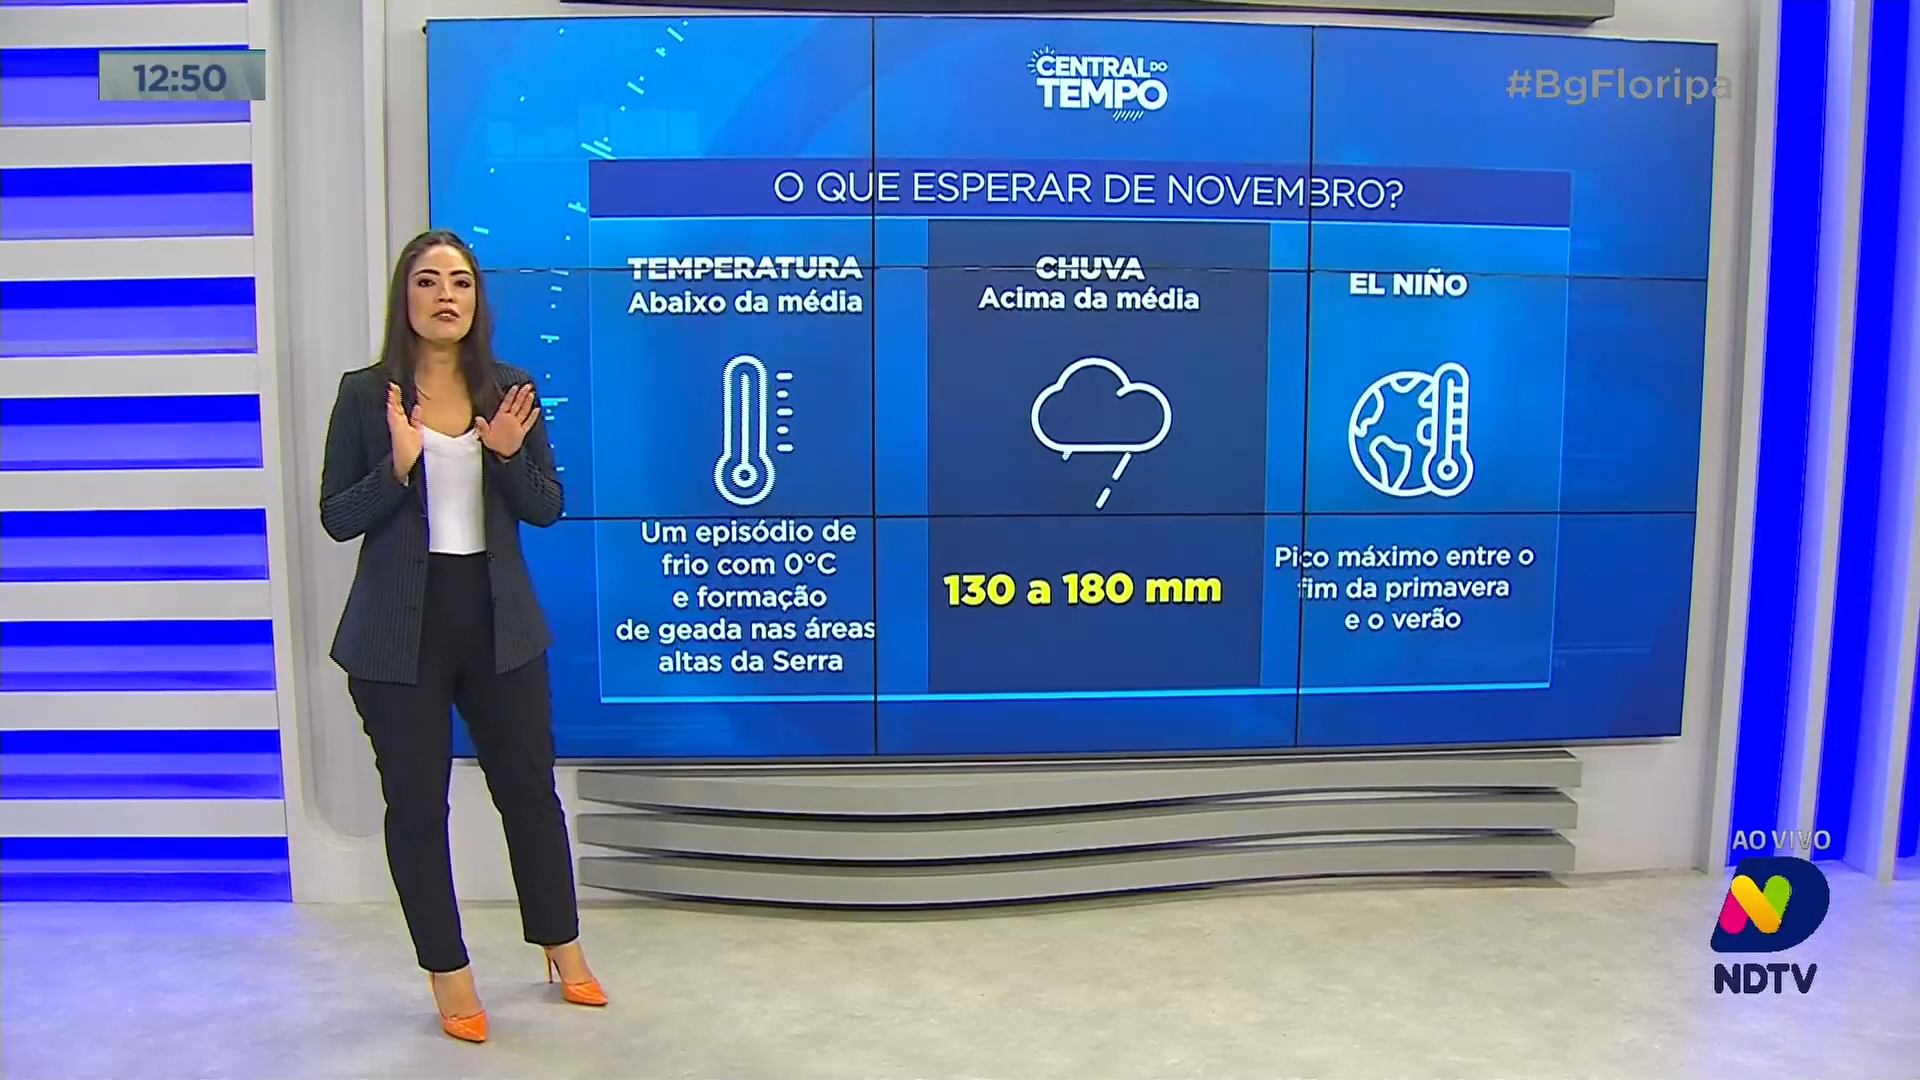 12:50
CENTRAL DO
TEMPO
#BgFloripa
O QUE ESPERAR DE NOVEMBRO?
TEMPERATURA
Abaixo da média
Um episódio de
frio com 0°C
e formação
de geada nas áreas
altas da Serra
CHUVA
Acima da média
130 a 180 mm
EL NIÑO
Pico máximo entre o
fim da primavera
e o verão
AO VIVO
NDTV